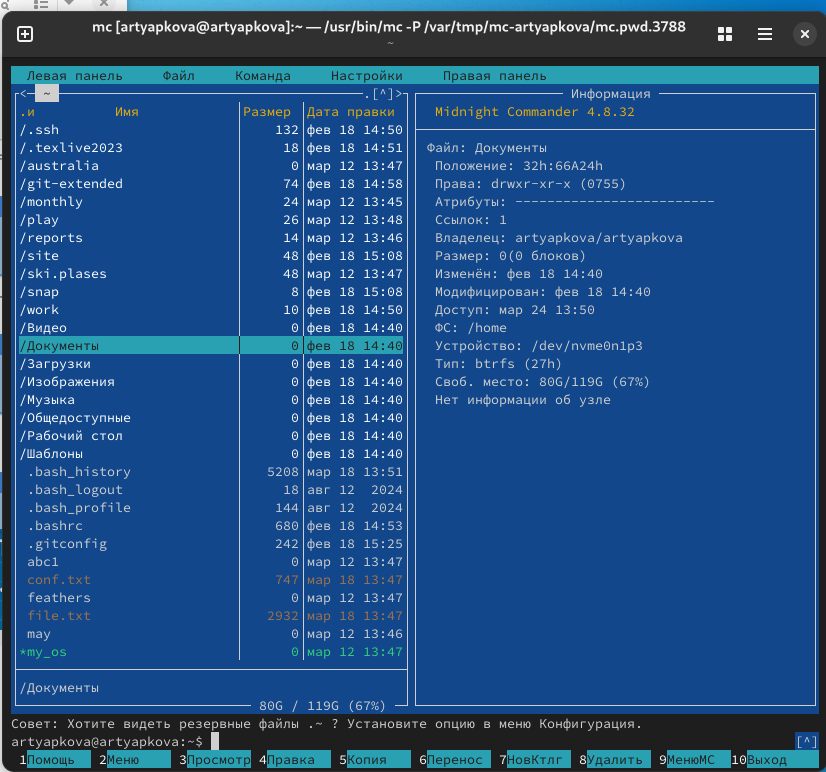 mc [artyapkova@artyapkova]:~ — /usr/bin/mc -P /var/tmp/mc-artyapkova/mc.pwd.3788
~
Левая панель Файл Команда Настройки Правая панель
<— ~ .[^]>
.и Имя Размер Дата правки
/.ssh 132 фев 18 14:50
/.texlive2023 18 фев 18 14:51
/australia 0 мар 12 13:47
/git-extended 74 фев 18 14:58
/monthly 24 мар 12 13:45
/play 26 мар 12 13:48
/reports 14 мар 12 13:46
/site 48 фев 18 15:08
/ski.plases 48 мар 12 13:47
/snap 8 фев 18 15:08
/work 10 фев 18 14:50
/Видео 0 фев 18 14:40
/Документы 0 фев 18 14:40
/Загрузки 0 фев 18 14:40
/Изображения 0 фев 18 14:40
/Музыка 0 фев 18 14:40
/Общедоступные 0 фев 18 14:40
/Рабочий стол 0 фев 18 14:40
/Шаблоны 0 фев 18 14:40
.bash_history 5208 мар 18 13:51
.bash_logout 18 авг 12 2024
.bash_profile 144 авг 12 2024
.bashrc 680 фев 18 14:53
.gitconfig 242 фев 18 15:25
abc1 0 мар 12 13:47
conf.txt 747 мар 18 13:47
feathers 0 мар 12 13:47
file.txt 2932 мар 18 13:47
may 0 мар 12 13:46
*my_os 0 мар 12 13:47
/Документы
80G / 119G (67%)
Информация
Midnight Commander 4.8.32
Файл: Документы
Положение: 32h:66A24h
Права: drwxr-xr-x (0755)
Атрибуты: -------------------------
Ссылок: 1
Владелец: artyapkova/artyapkova
Размер: 0(0 блоков)
Изменён: фев 18 14:40
Модифицирован: фев 18 14:40
Доступ: мар 24 13:50
ФС: /home
Устройство: /dev/nvme0n1p3
Тип: btrfs (27h)
Своб. место: 80G/119G (67%)
Нет информации об узле
Совет: Хотите видеть резервные файлы .~ ? Установите опцию в меню Конфигурация.
artyapkova@artyapkova:~$ [^]
1Помощь 2Меню 3Просмотр 4Правка 5Копия 6Перенос 7НовКтлг 8Удалить 9МенюMC 10Выход